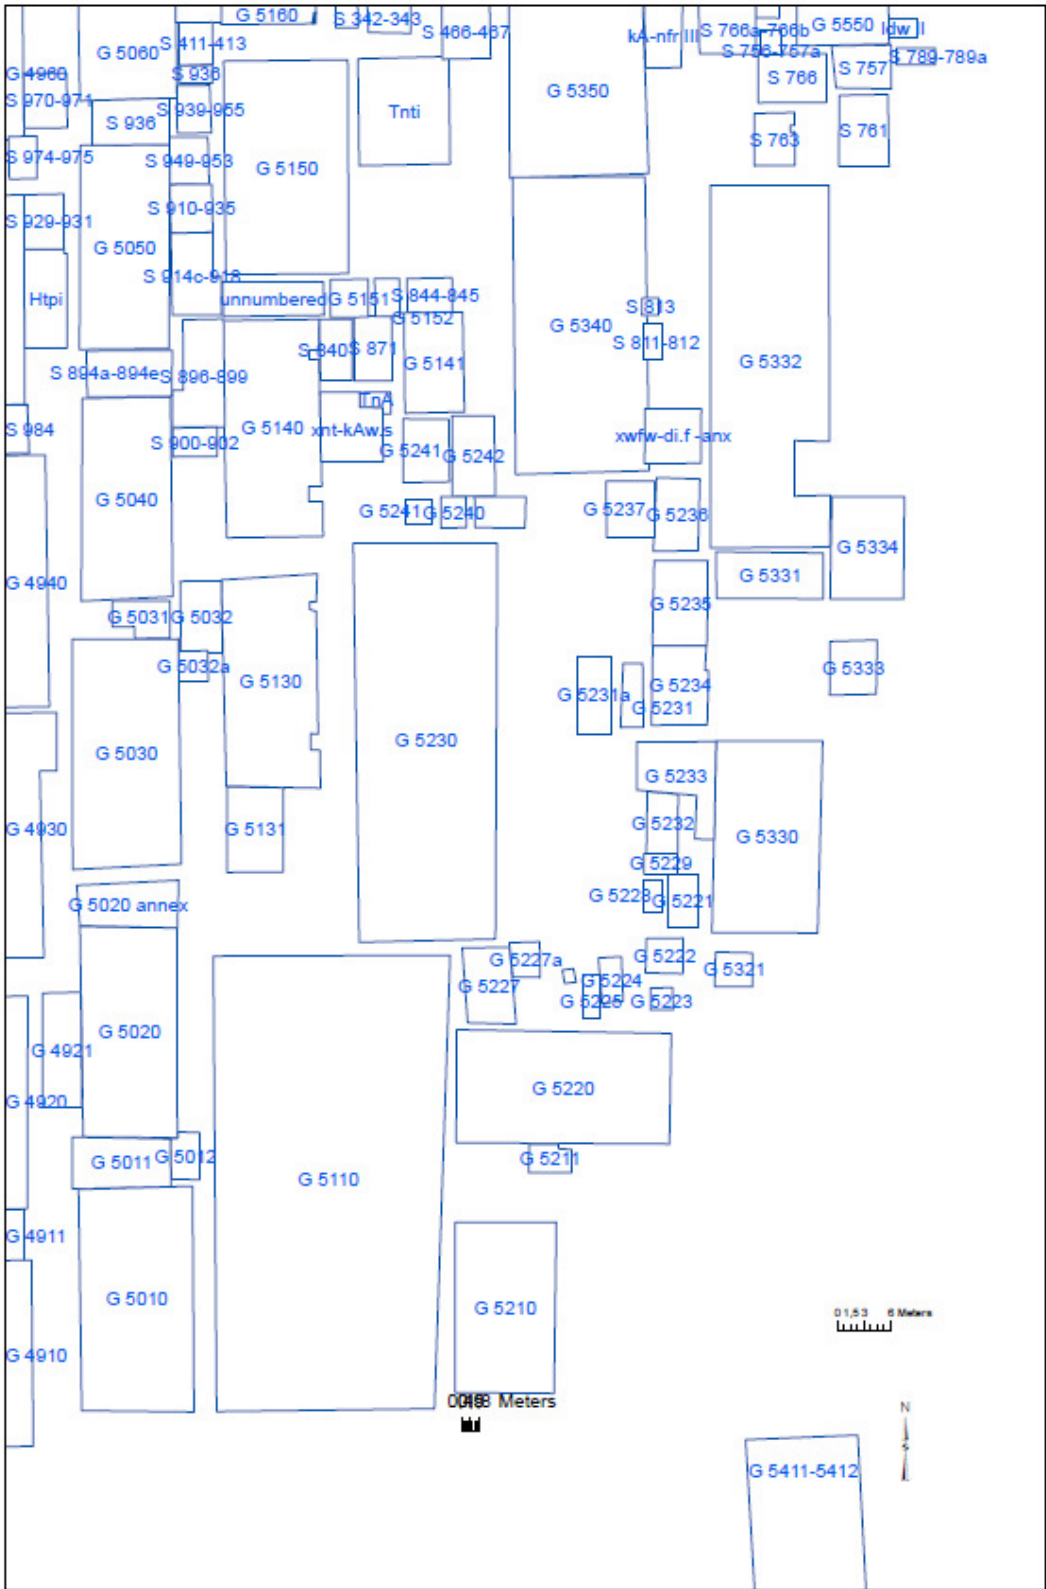 G 5160
S 342-343
S 466-467
kA-nfr III
S 766a-766b
G 5550
Idw I
G 5060
S 411-413
S 756-757a
S 789-789a
G 4960
S 936
S 766
S 757
G 5350
S 970-971
S 939-955
Tnti
S 936
S 763
S 761
S 974-975
S 949-953
G 5150
S 910-935
S 929-931
G 5050
S 914c-918
Htpi
unnumbered
G 5151
S 844-845
S 813
G 5152
G 5340
S 811-812
S 840
S 871
G 5141
G 5332
S 894a-894e
S 896-899
TnA
S 984
G 5140
xnt-kAw.s
xwfw-di.f -anx
S 900-902
G 5241
G 5242
G 5040
G 5241
G 5240
G 5237
G 5236
G 5334
G 4940
G 5331
G 5031
G 5032
G 5235
G 5032a
G 5333
G 5130
G 5234
G 5231a
G 5231
G 5230
G 5030
G 5233
G 4930
G 5131
G 5232
G 5330
G 5229
G 5020 annex
G 5228
G 5221
G 5227a
G 5222
G 5321
G 5227
G 5224
G 5225
G 5223
G 5020
G 4921
G 5220
G 4920
G 5011
G 5012
G 5211
G 5110
G 4911
G 5010
G 5210
0 1,5 3 6 Meters
G 4910
Meters
N
S
G 5411-5412